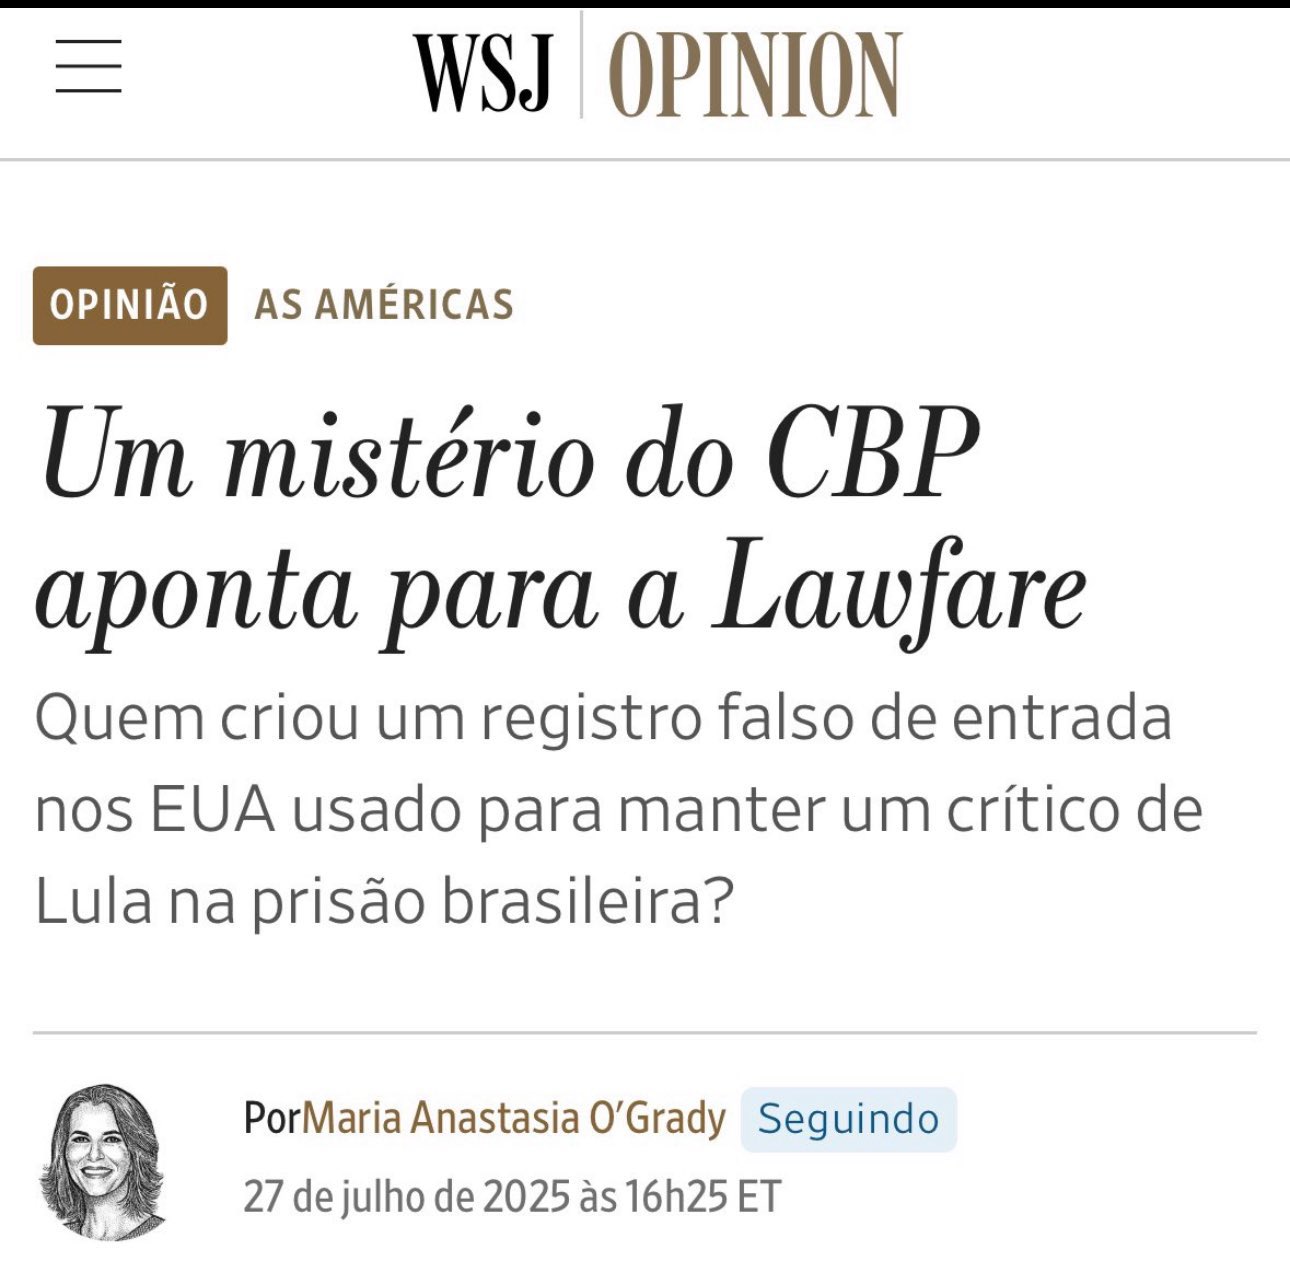 WSJ OPINION
OPINIÃO AS AMÉRICAS
Um mistério do CBP
aponta para a Lawfare
Quem criou um registro falso de entrada
nos EUA usado para manter um crítico de
Lula na prisão brasileira?
PorMaria Anastasia O'Grady Seguindo
27 de julho de 2025 às 16h25 ET